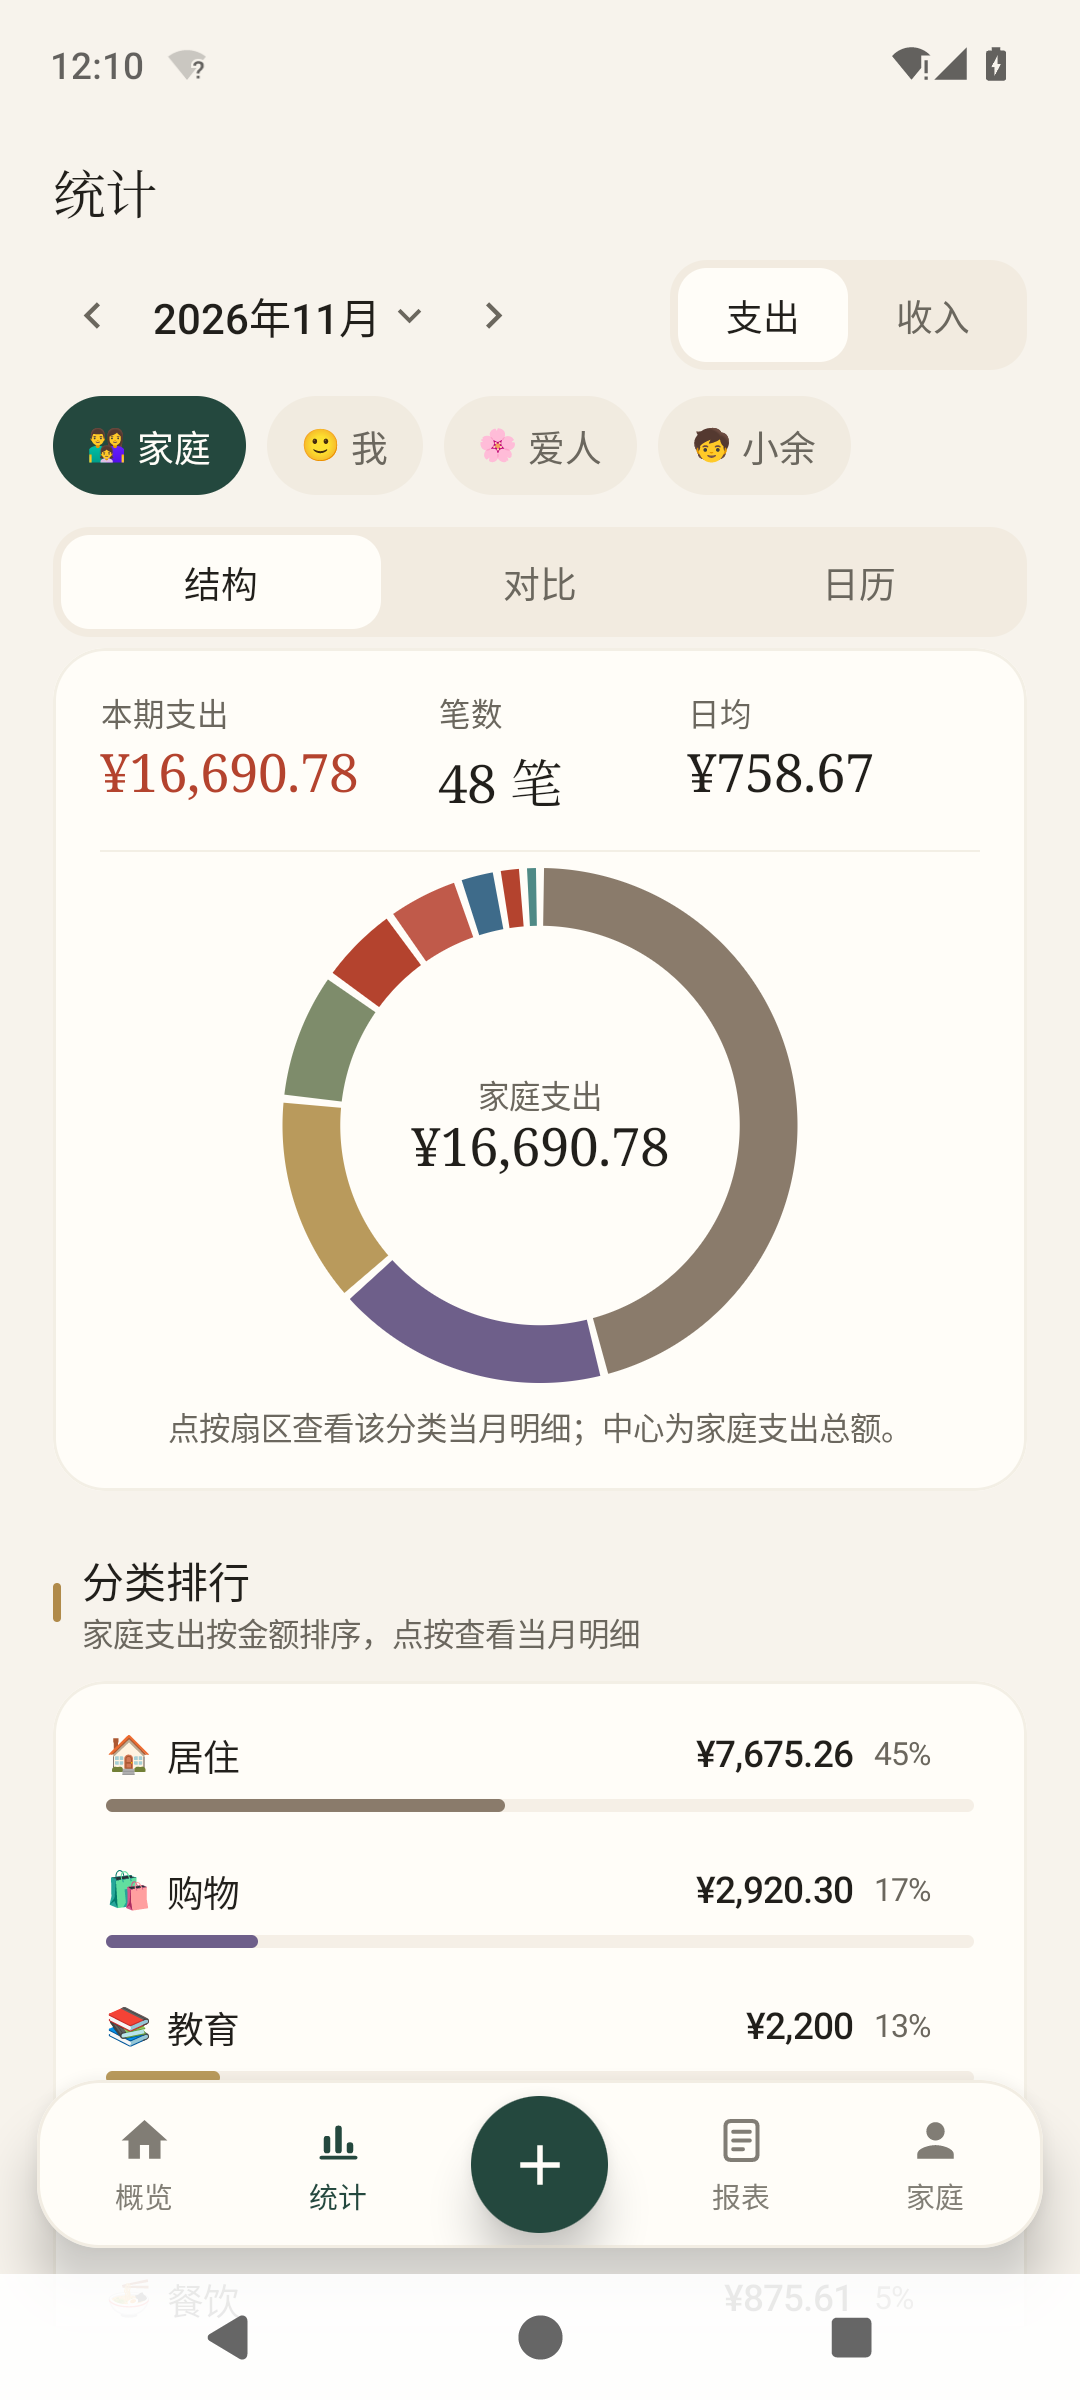 12:10
统计
2026年11月
支出 收入
家庭 我 爱人 小余
结构 对比 日历
本期支出 笔数 日均
¥16,690.78 48 笔 ¥758.67
家庭支出
¥16,690.78
点按扇区查看该分类当月明细；中心为家庭支出总额。
分类排行
家庭支出按金额排序，点按查看当月明细
居住 ¥7,675.26 45%
购物 ¥2,920.30 17%
教育 ¥2,200 13%
概览 统计 报表 家庭
餐饮 ¥875.61 5%